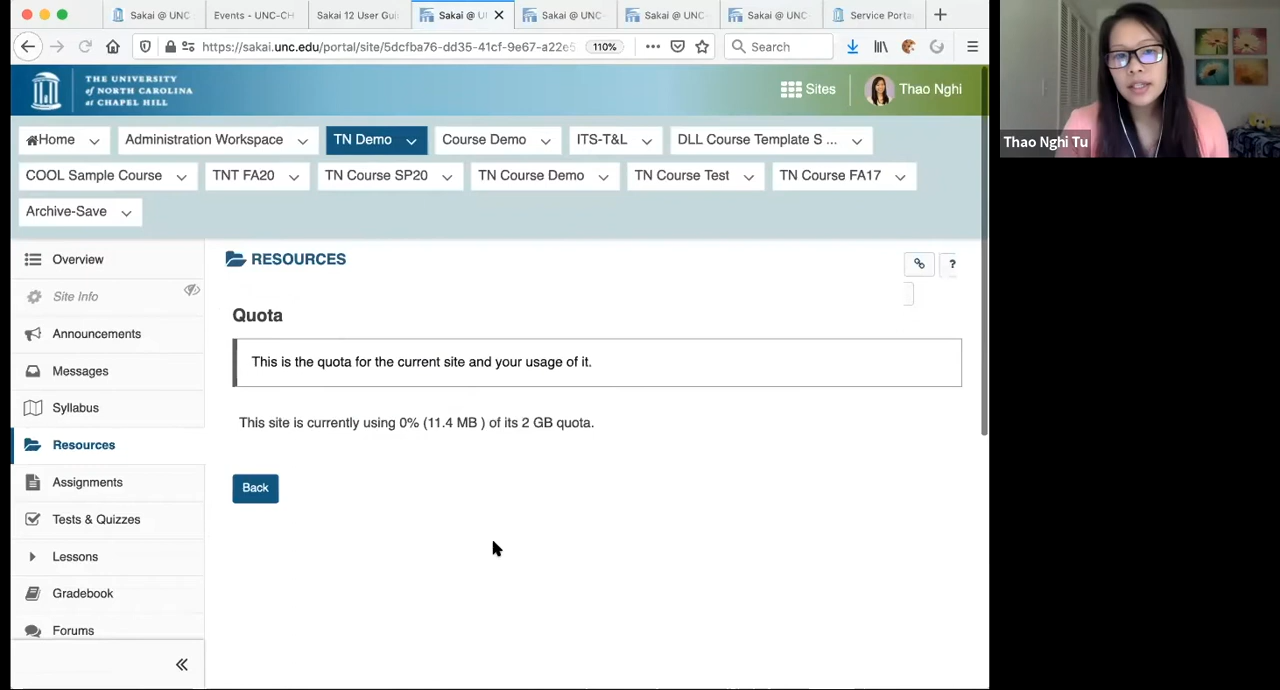 Sakai @ UNC
Events - UNC-CH
Sakai 12 User Gui
Sakai @ U
Sakai @ UNC
Sakai @ UNC
Sakai @ UNC
Service Porta
https://sakai.unc.edu/portal/site/5dcfba76-dd35-41cf-9e67-a22e5
110%
Search
THE UNIVERSITY
of NORTH CAROLINA
at CHAPEL HILL
Sites
Thao Nghi
Thao Nghi Tu
Home
Administration Workspace
TN Demo
Course Demo
ITS-T&L
DLL Course Template S ...
COOL Sample Course
TNT FA20
TN Course SP20
TN Course Demo
TN Course Test
TN Course FA17
Archive-Save
Overview
Site Info
Announcements
Messages
Syllabus
Resources
Assignments
Tests & Quizzes
Lessons
Gradebook
Forums
RESOURCES
?
Quota
This is the quota for the current site and your usage of it.
This site is currently using 0% (11.4 MB ) of its 2 GB quota.
Back